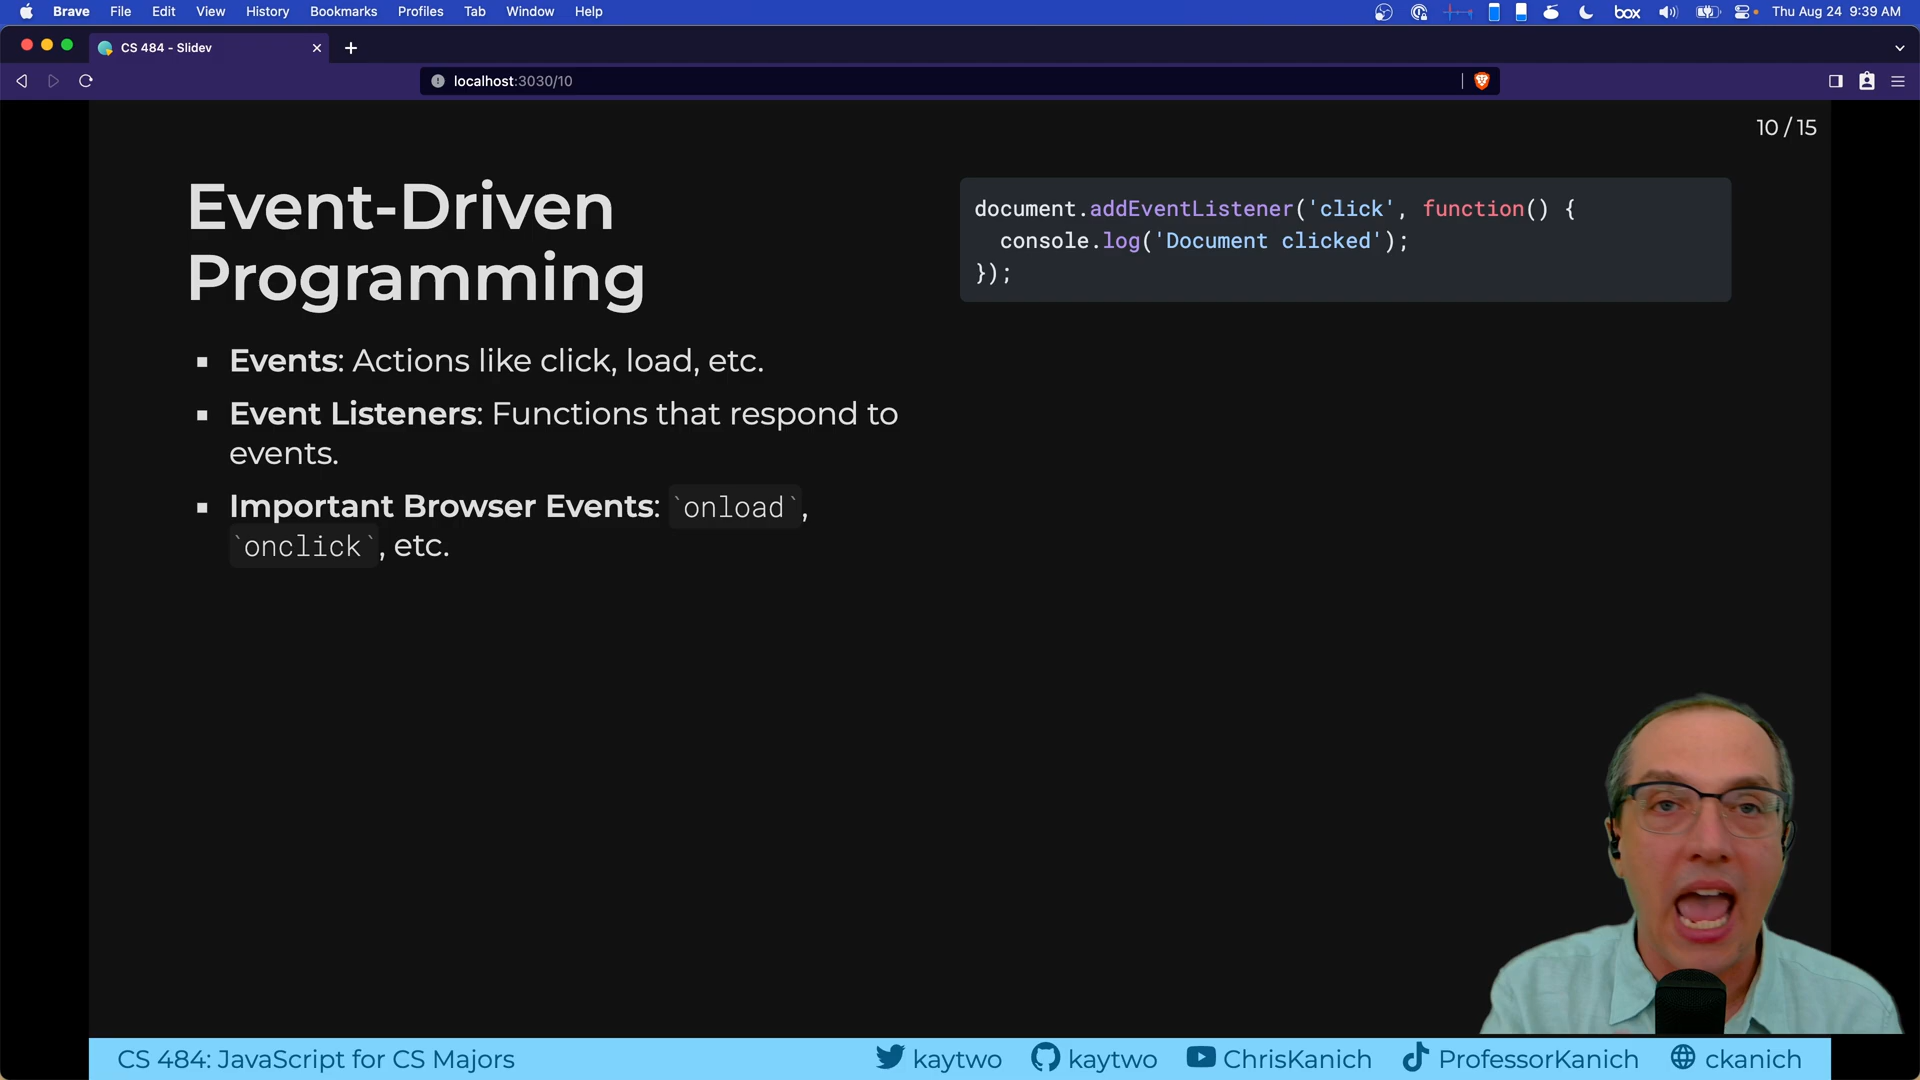 Brave File Edit View History Bookmarks Profiles Tab Window Help box Thu Aug 24 9:39 AM
CS 484 - Slidev
localhost:3030/10
10 / 15
Event-Driven
Programming
Events: Actions like click, load, etc.
Event Listeners: Functions that respond to
events.
Important Browser Events: `onload`,
`onclick`, etc.
document.addEventListener('click', function() {
  console.log('Document clicked');
});
CS 484: JavaScript for CS Majors kaytwo kaytwo ChrisKanich ProfessorKanich ckanich